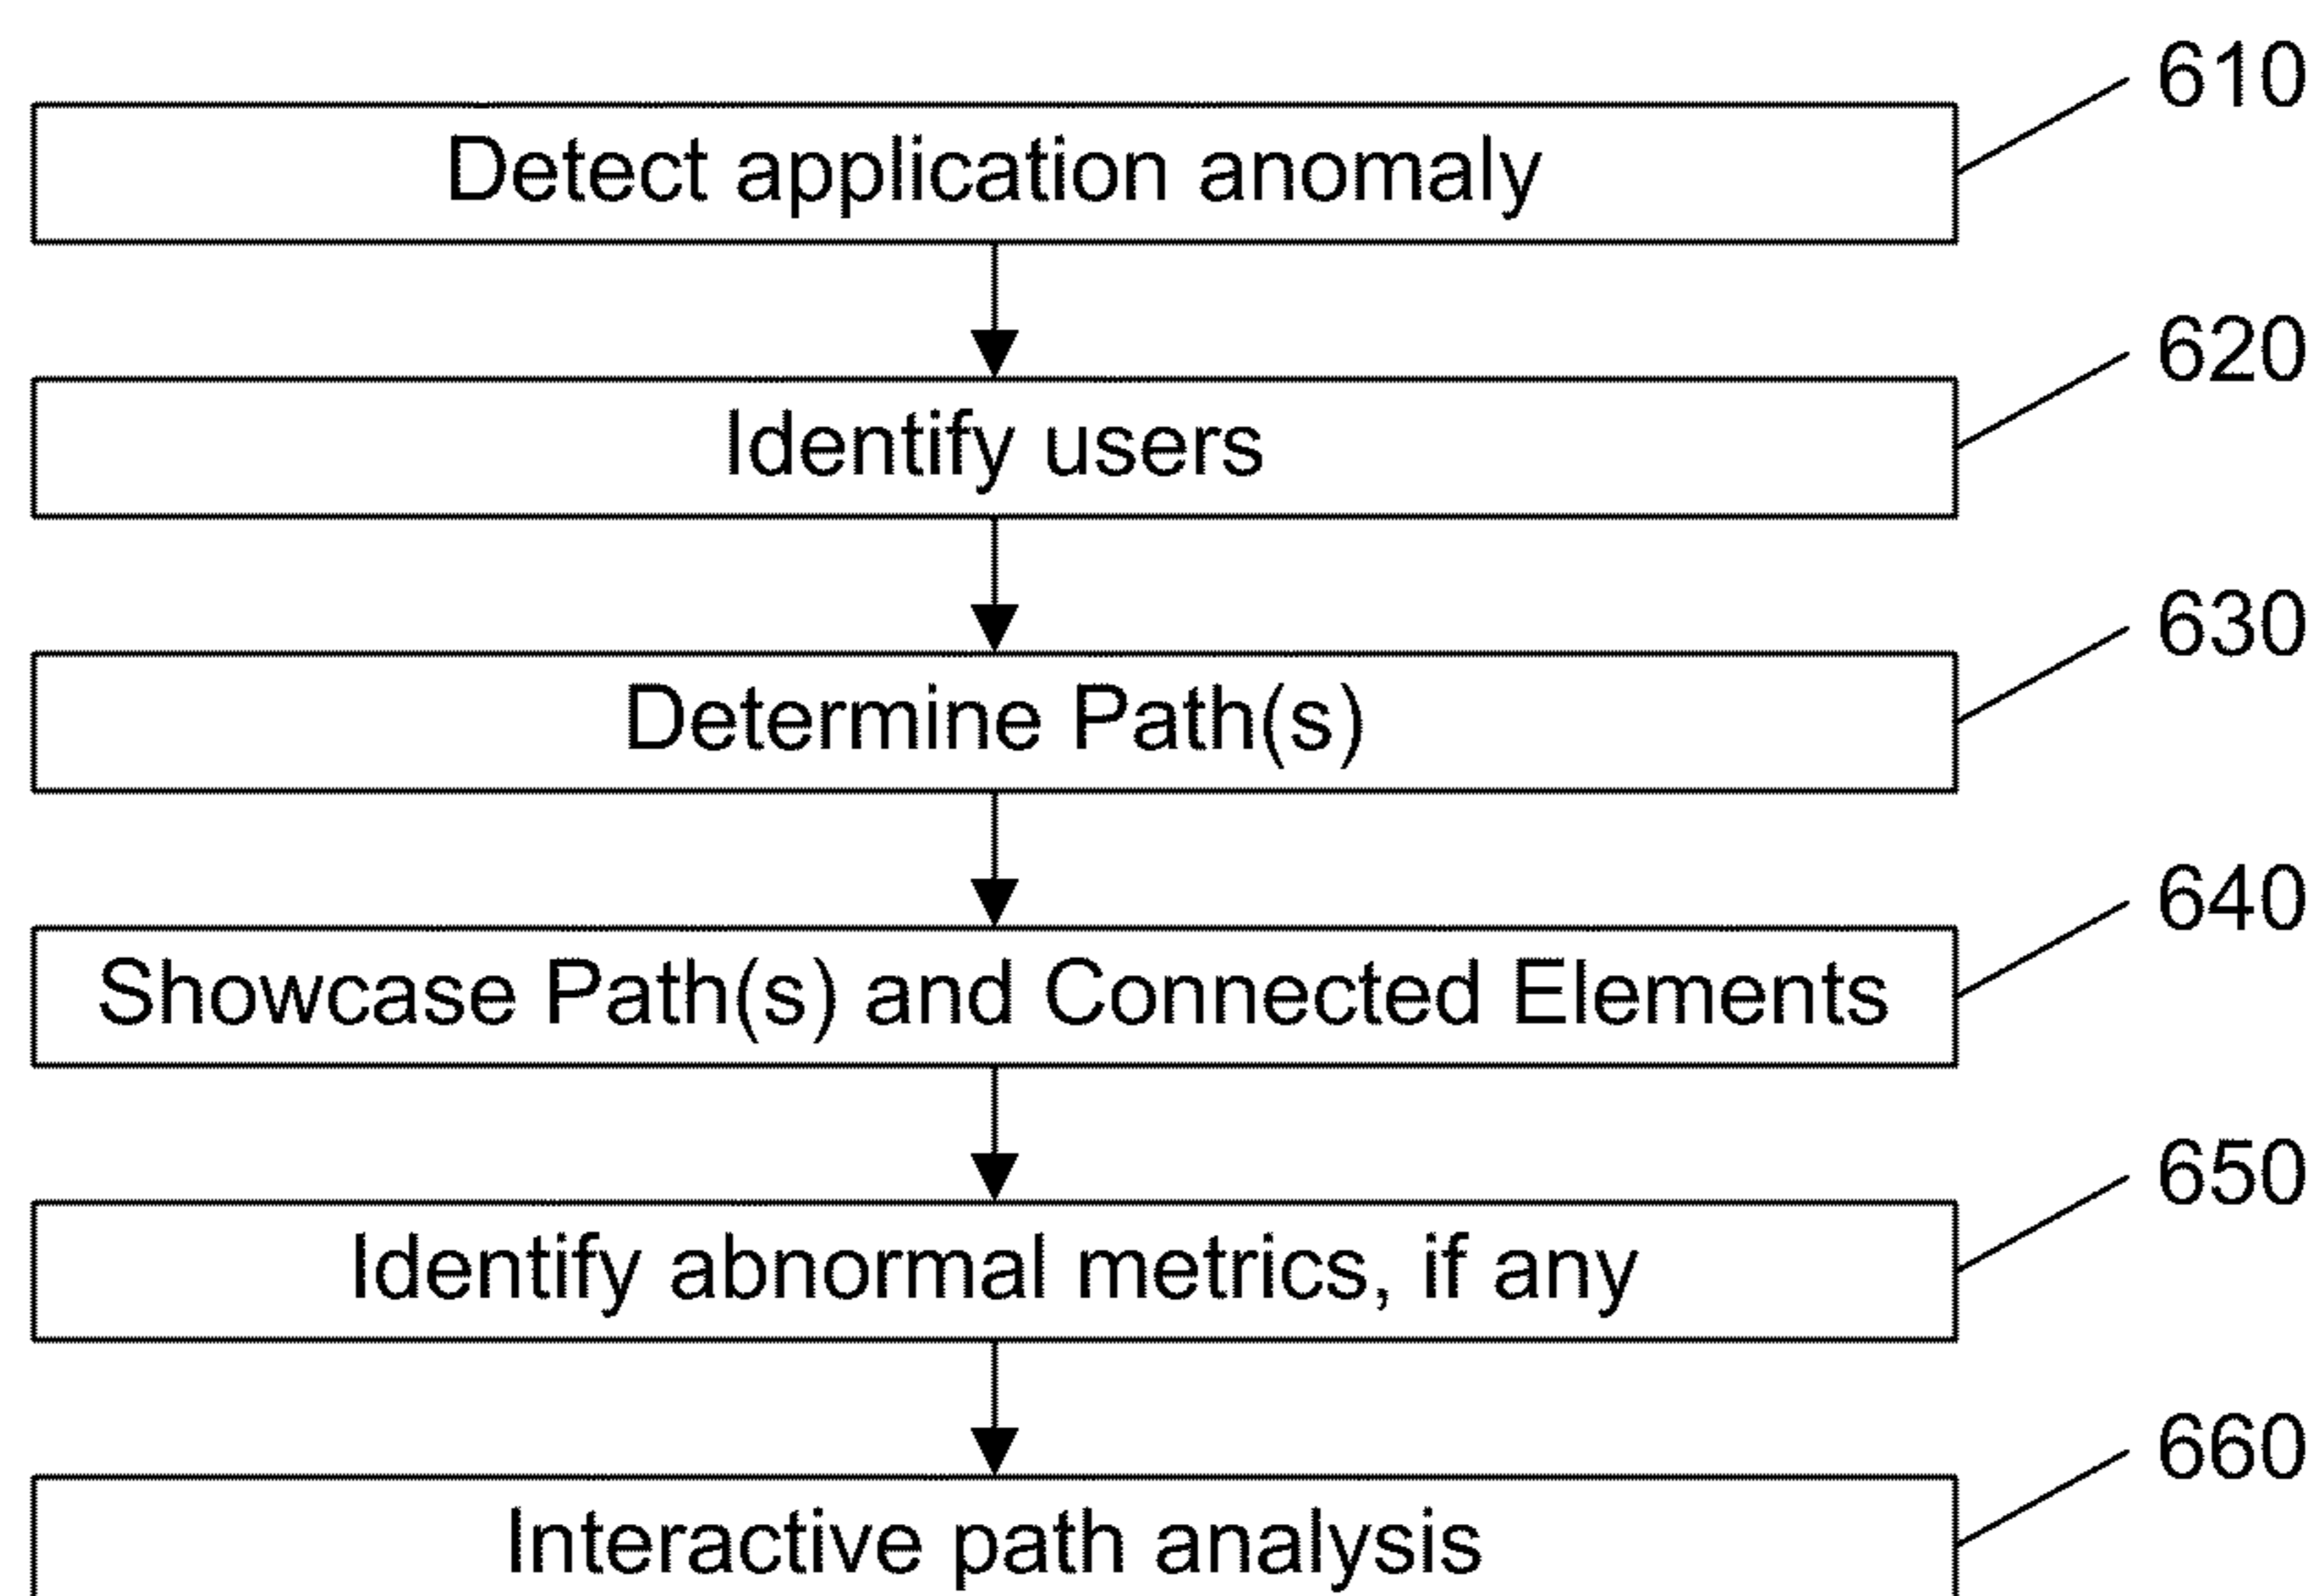 610
Detect application anomaly
620
Identify users
630
Determine Path(s)
640
Showcase Path(s) and Connected Elements
650
Identify abnormal metrics, if any
660
Interactive path analysis